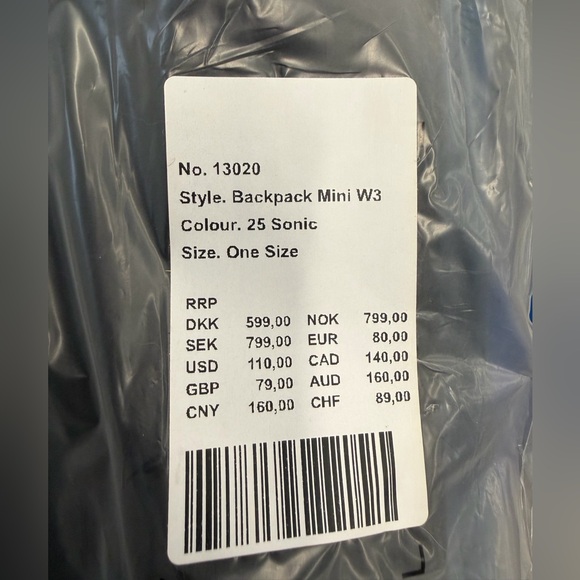 No. 13020
Style. Backpack Mini W3
Colour. 25 Sonic
Size. One Size
RRP
DKK 599,00 NOK 799,00
SEK 799,00 EUR 80,00
USD 110,00 CAD 140,00
GBP 79,00 AUD 160,00
CNY 160,00 CHF 89,00